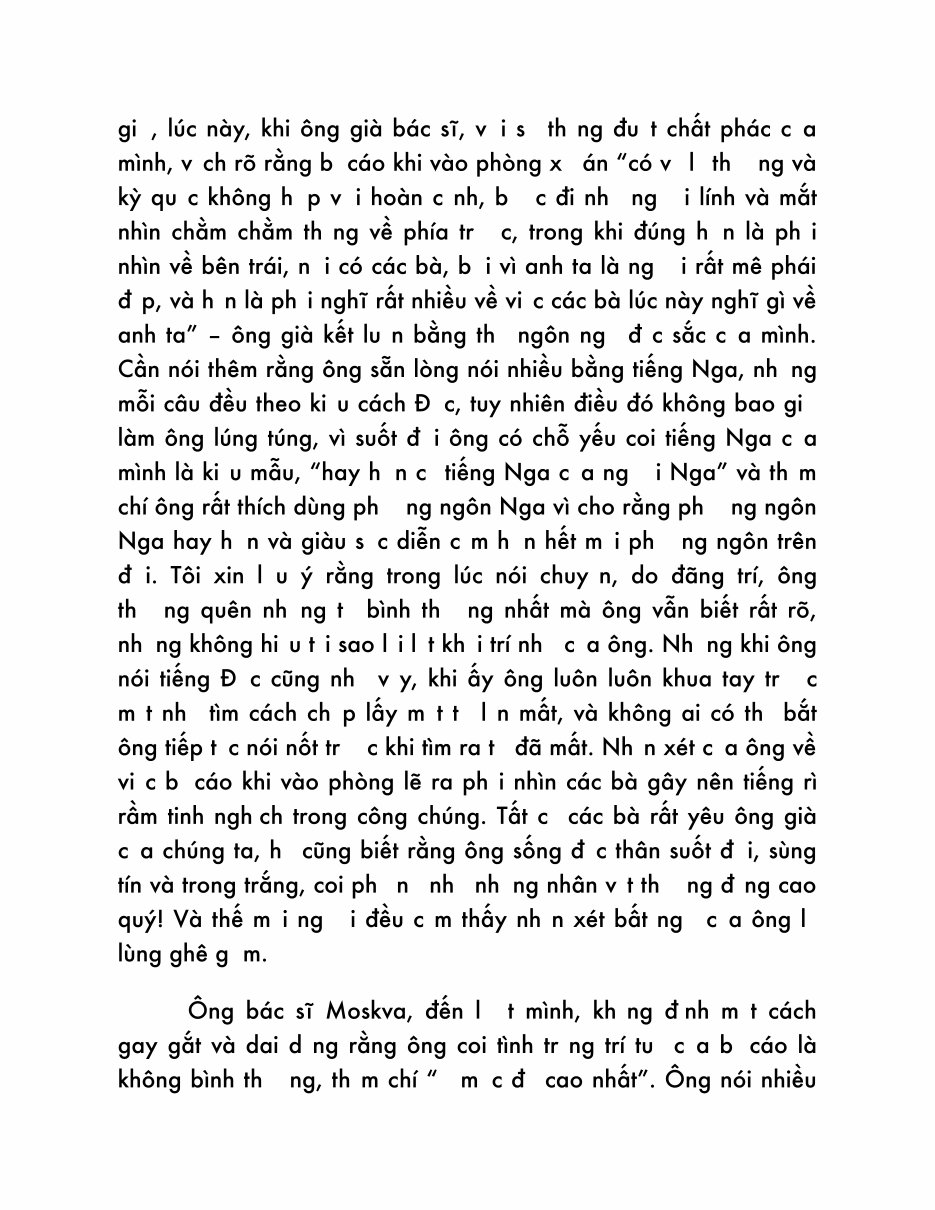 gi , lúc này, khi ông già bác sĩ, v i s th ng đu t chất phác c a
mình, v ch rõ rằng b cáo khi vào phòng x án “có v l th ng và
kỳ qu c không h p v i hoàn c nh, b c đi nh ng i lính và mắt
nhìn chằm chằm th ng về phía tr c, trong khi đúng h n là ph i
nhìn về bên trái, n i có các bà, b i vì anh ta là ng i rất mê phái
đ p, và h n là ph i nghĩ rất nhiều về vi c các bà lúc này nghĩ gì về
anh ta” – ông già kết lu n bằng th ngôn ng đ c sắc c a mình.
Cần nói thêm rằng ông sẵn lòng nói nhiều bằng tiếng Nga, nh ng
mỗi câu đều theo ki u cách Đ c, tuy nhiên điều đó không bao gi
làm ông lúng túng, vì suốt đ i ông có chỗ yếu coi tiếng Nga c a
mình là ki u mẫu, “hay h n c tiếng Nga c a ng i Nga” và th m
chí ông rất thích dùng ph ng ngôn Nga vì cho rằng ph ng ngôn
Nga hay h n và giàu s c diễn c m h n hết m i ph ng ngôn trên
đ i. Tôi xin l u ý rằng trong lúc nói chuy n, do đãng trí, ông
th ng quên nh ng t bình th ng nhất mà ông vẫn biết rất rõ,
nh ng không hi u t i sao l i l t kh i trí nh c a ông. Nh ng khi ông
nói tiếng Đ c cũng nh v y, khi ấy ông luôn luôn khua tay tr c
m t nh tìm cách ch p lấy m t t l n mất, và không ai có th bắt
ông tiếp t c nói nốt tr c khi tìm ra t đã mất. Nh n xét c a ông về
vi c b cáo khi vào phòng lẽ ra ph i nhìn các bà gây nên tiếng rì
rầm tinh ngh ch trong công chúng. Tất c các bà rất yêu ông già
c a chúng ta, h cũng biết rằng ông sống đ c thân suốt đ i, sùng
tín và trong trắng, coi ph n nh nh ng nhân v t th ng đ ng cao
quý! Và thế m i ng i đều c m thấy nh n xét bất ng c a ông l
lùng ghê g m.
Ông bác sĩ Moskva, đến l t mình, kh ng đ nh m t cách
gay gắt và dai d ng rằng ông coi tình tr ng trí tu c a b cáo là
không bình th ng, th m chí “ m c đ cao nhất”. Ông nói nhiều